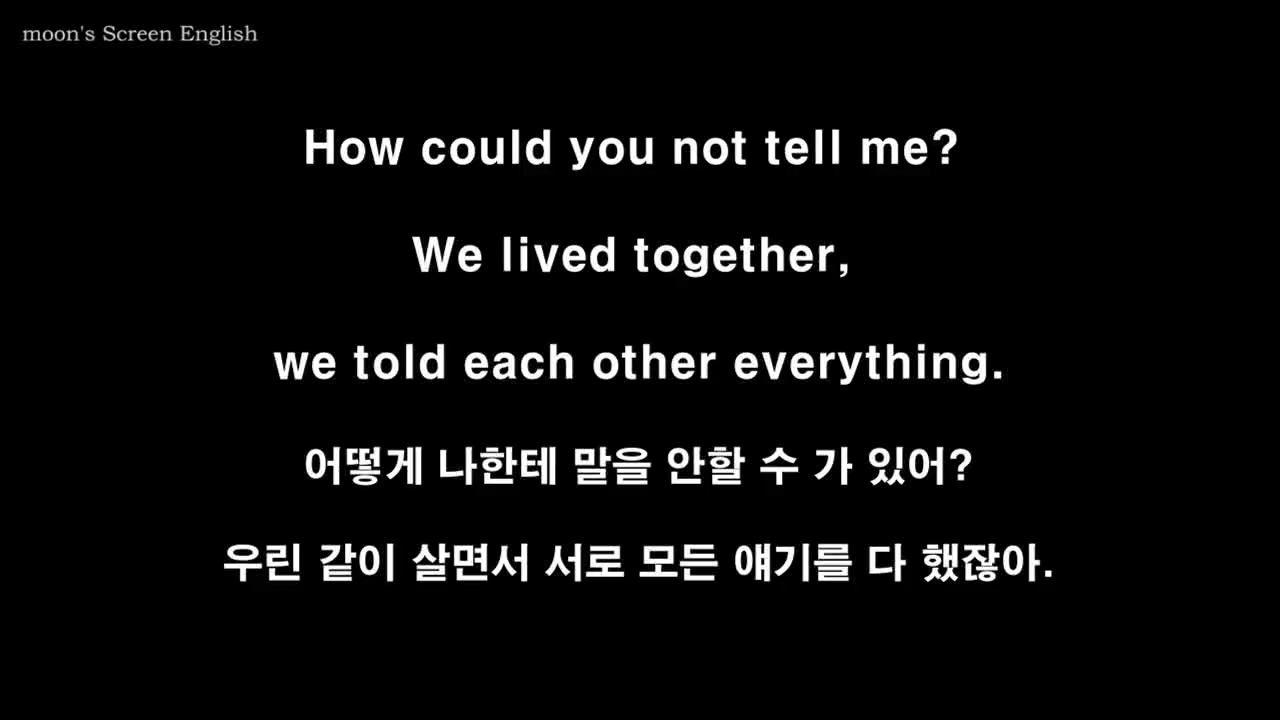 moon's Screen English
How could you not tell me?
We lived together,
we told each other everything.
어떻게 나한테 말을 안할 수 가 있어?
우린 같이 살면서 서로 모든 얘기를 다 했잖아.